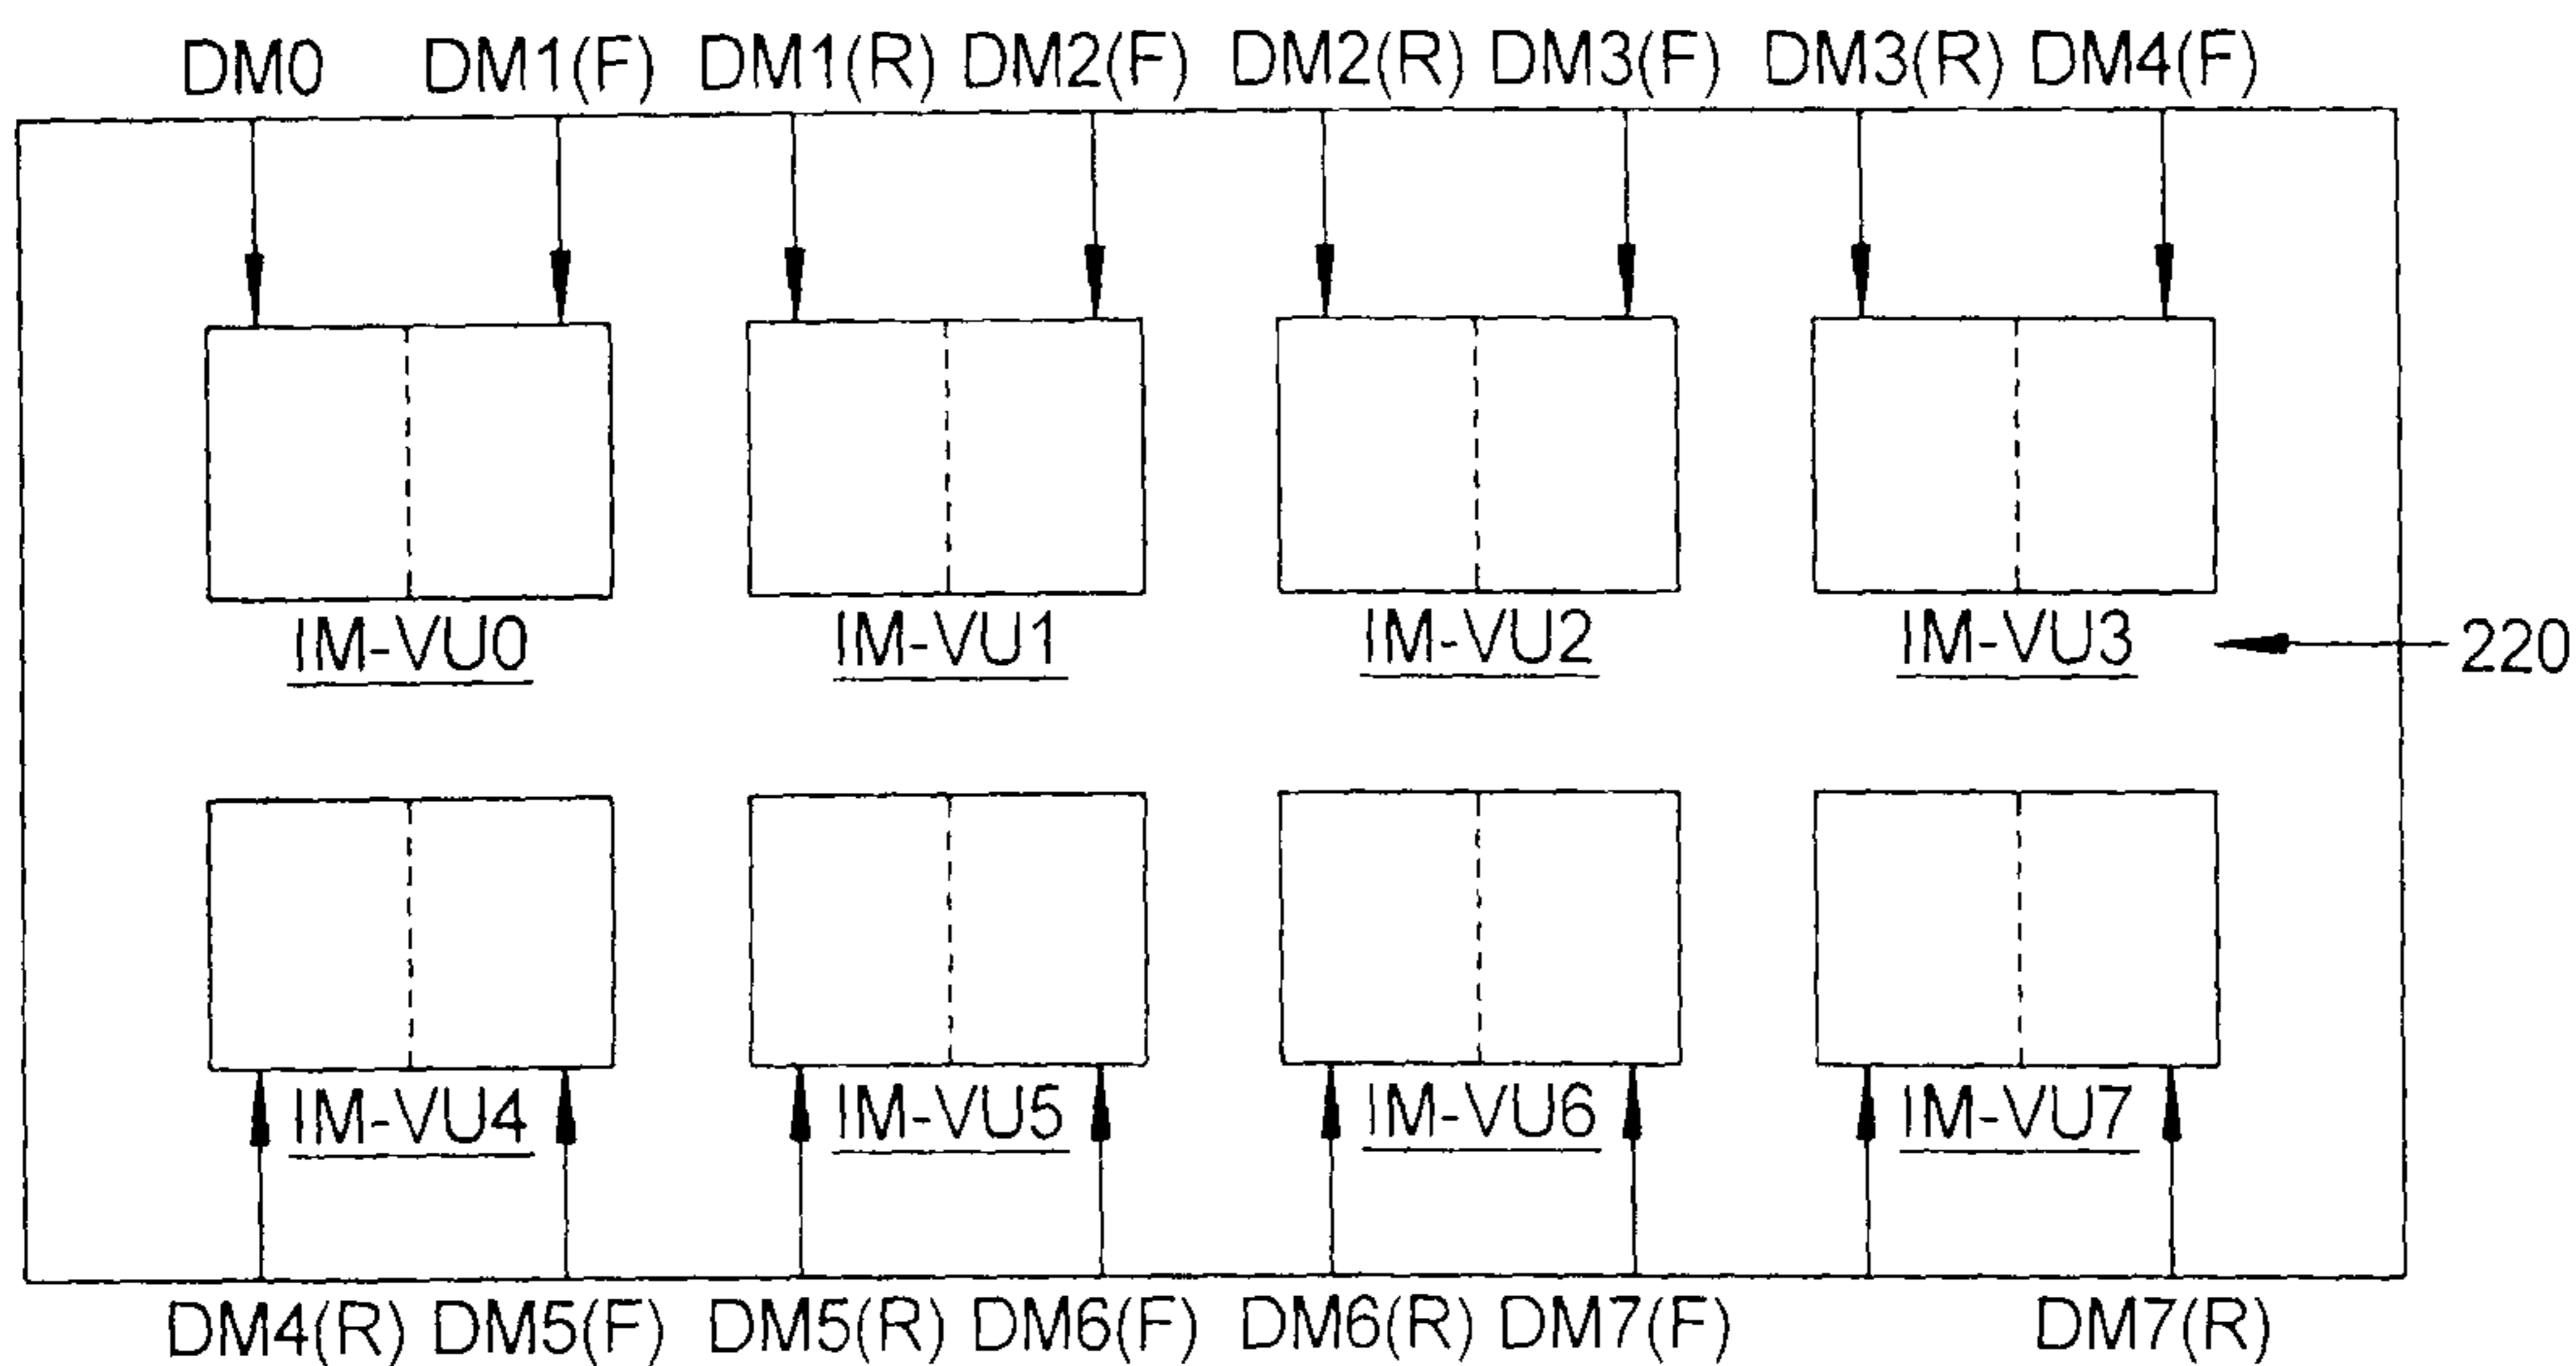 DM0 DM1(F) DM1(R) DM2(F) DM2(R) DM3(F) DM3(R) DM4(F)
IM-VU0 IM-VU1 IM-VU2 IM-VU3 220
IM-VU4 IM-VU5 IM-VU6 IM-VU7
DM4(R) DM5(F) DM5(R) DM6(F) DM6(R) DM7(F) DM7(R)